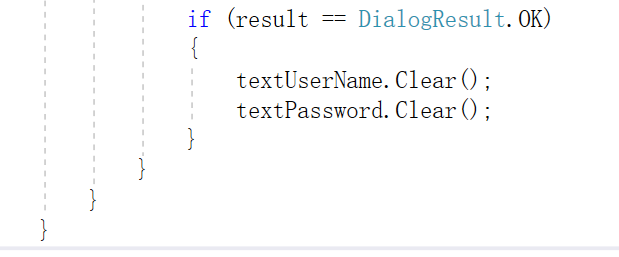 if (result == DialogResult.OK)
{
textUserName.Clear();
textPassword.Clear();
}
}
}
}